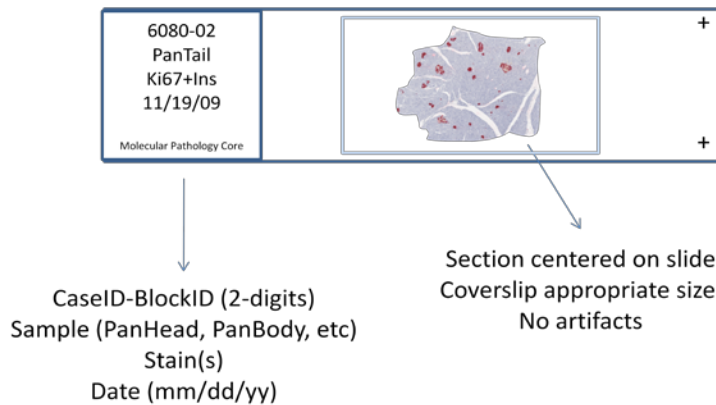 6080-02
PanTail
Ki67+Ins
11/19/09
Molecular Pathology Core
+
+
CaseID-BlockID (2-digits)
Sample (PanHead, PanBody, etc)
Stain(s)
Date (mm/dd/yy)
Section centered on slide
Coverslip appropriate size
No artifacts